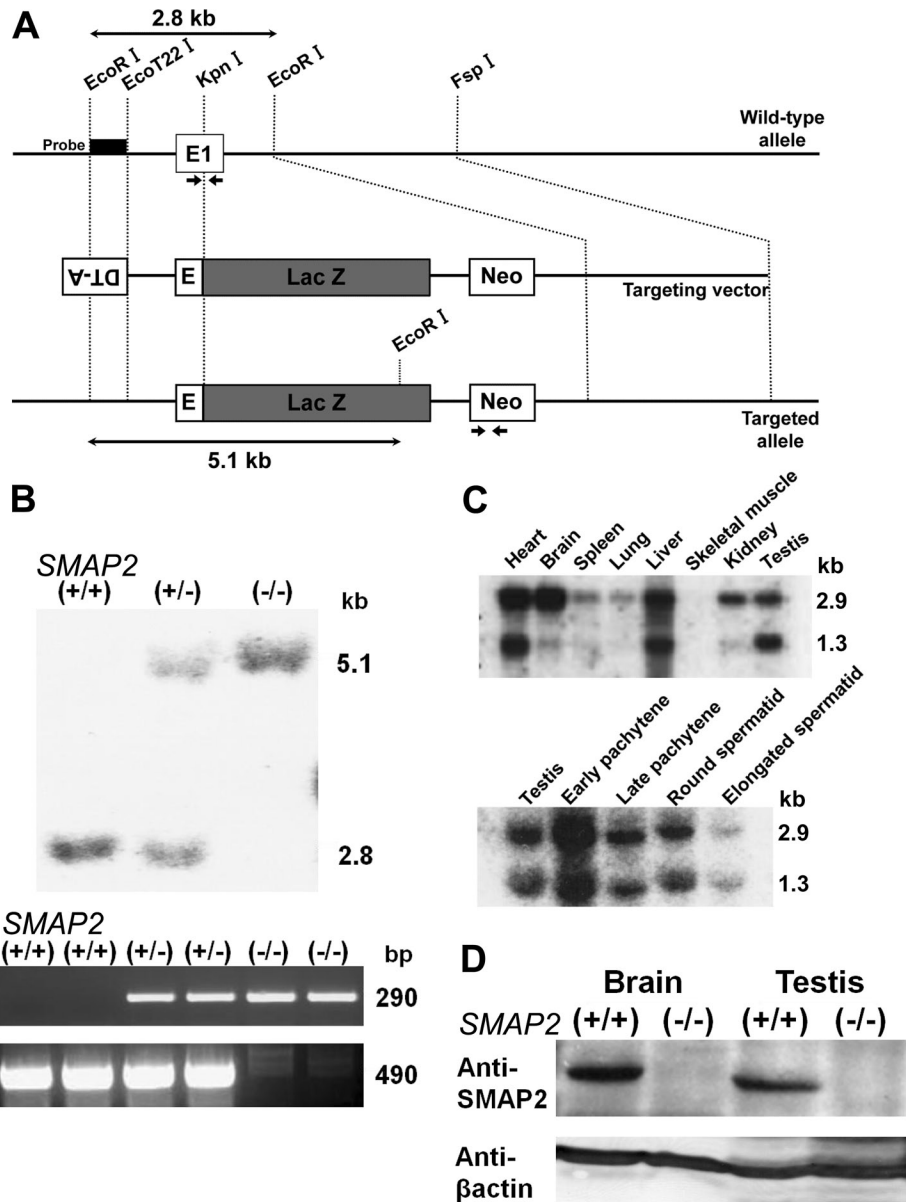 A
2.8 kb
EcoR I
EcoT22 I
Kpn I
EcoR I
Fsp I
Wild-type
allele
Probe
E1
DT-A
E
Lac Z
Neo
Targeting vector
EcoR I
E
Lac Z
Neo
Targeted
allele
5.1 kb
B
SMAP2
(+/+) (+/-) (-/-)
kb
5.1
2.8
SMAP2
(+/+) (+/+) (+/-) (+/-) (-/-) (-/-) bp
290
490
C
Heart Brain Spleen Lung Liver Skeletal muscle Kidney Testis
kb
2.9
1.3
Testis Early pachytene Late pachytene Round spermatid Elongated spermatid
kb
2.9
1.3
D
Brain Testis
SMAP2 (+/+) (-/-) (+/+) (-/-)
Anti-
SMAP2
Anti-
βactin